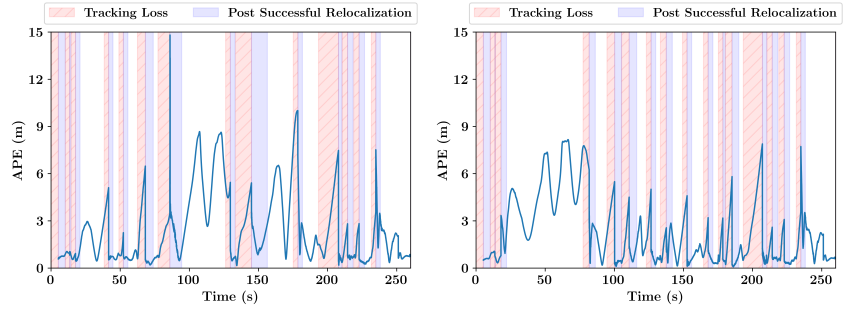 Tracking Loss Post Successful Relocalization
15
12
9
6
3
0
APE (m)
0 50 100 150 200 250
Time (s)
Tracking Loss Post Successful Relocalization
15
12
9
6
3
0
APE (m)
0 50 100 150 200 250
Time (s)